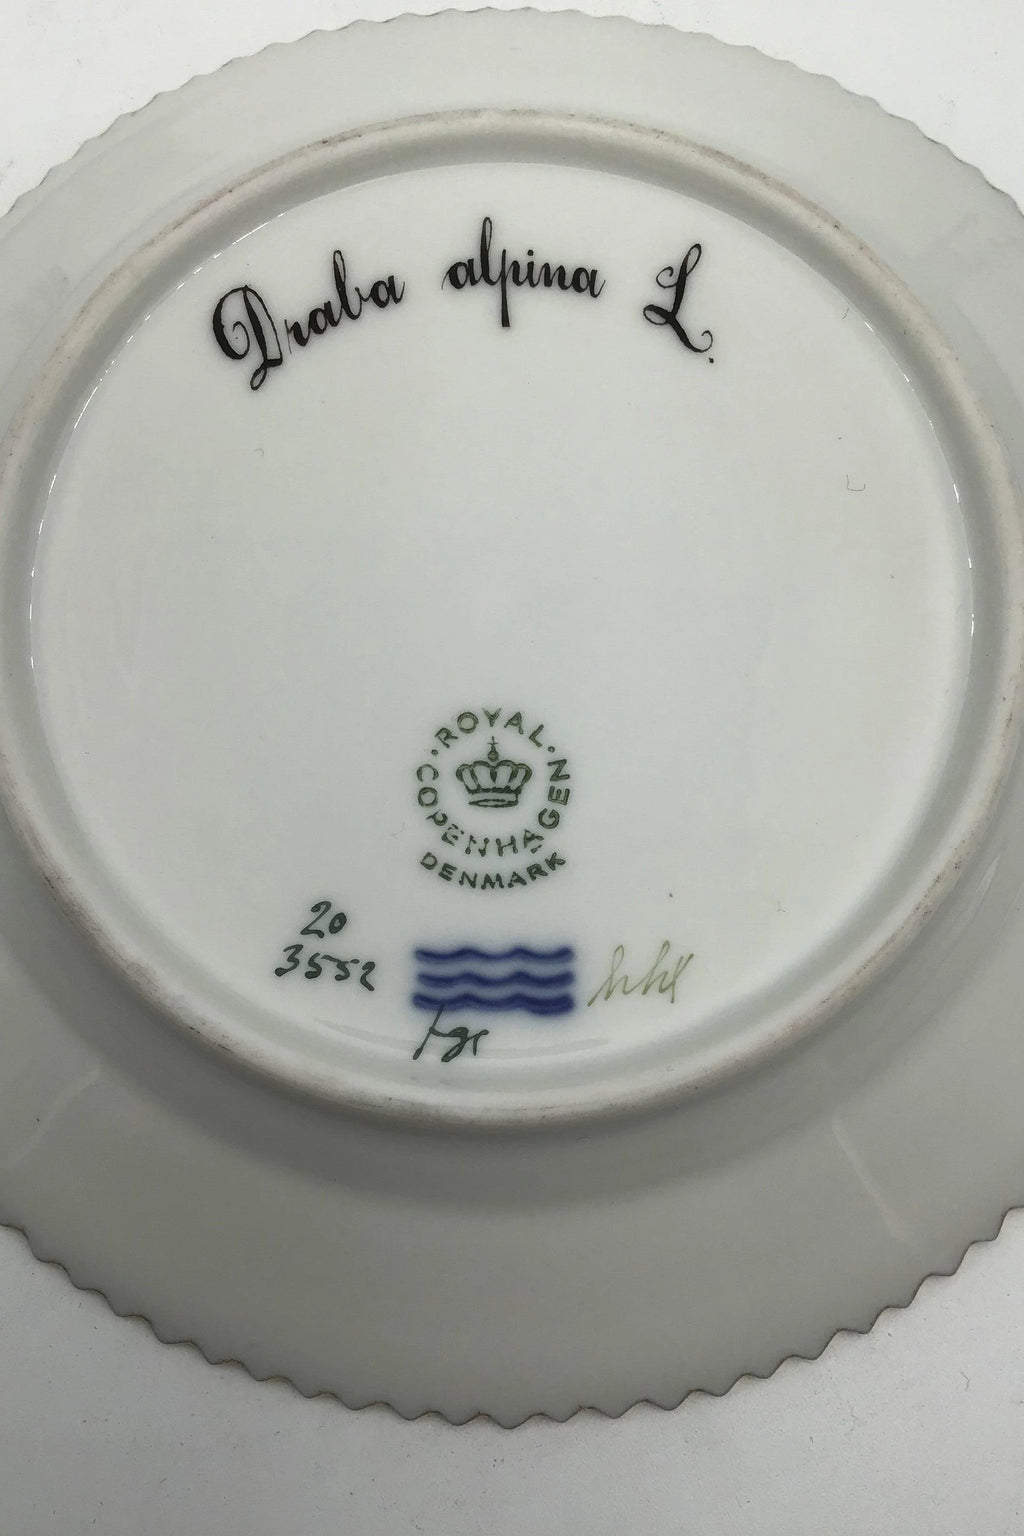 Draba alpina L.
ROYAL
COPENHAGEN
DENMARK
20
3552